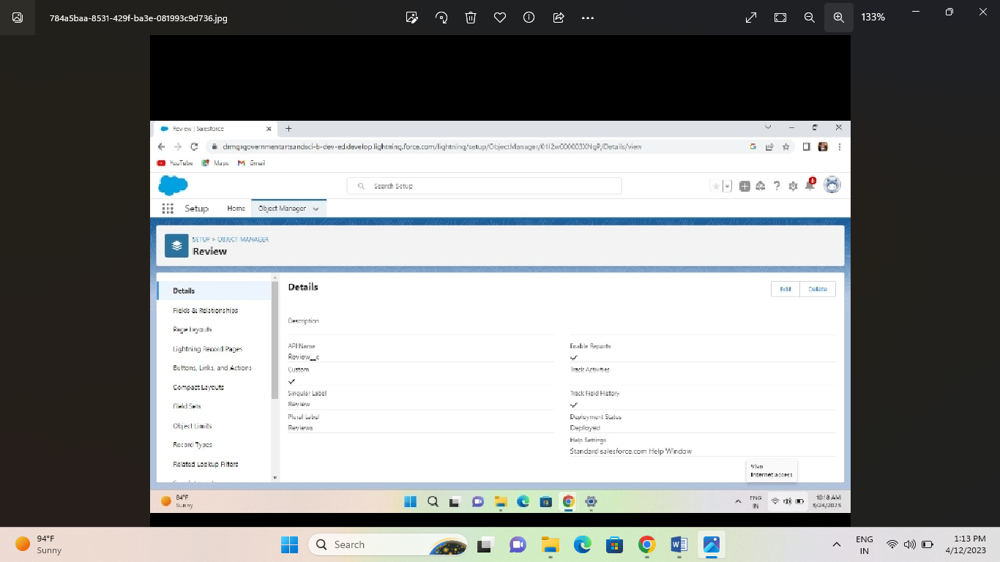 784a5baa-8531-429f-ba3e-081993c9d736.jpg
133%
Review | Salesforce
drmgrgovernmentartsandsci-b-dev-ed.develop.lightning.force.com/lightning/setup/ObjectManager/
/Details/view
YouTube Maps Gmail
Search Setup
8
Setup Home Object Manager
SETUP > OBJECT MANAGER
Review
Details
Fields & Relationships
Page Layouts
Lightning Record Pages
Buttons, Links, and Actions
Compact Layouts
Field Sets
Object Limits
Record Types
Related Lookup Filters
Details
Edit Delete
Description
API Name
Review__c
Custom
Singular Label
Review
Plural Label
Reviews
Enable Reports
Track Activities
Track Field History
Deployment Status
Deployed
Help Settings
Standard salesforce.com Help Window
Vivo
Internet access
84°F
Sunny
ENG
IN
10:18 AM
3/24/2023
94°F
Sunny
Search
ENG
IN
1:13 PM
4/12/2023